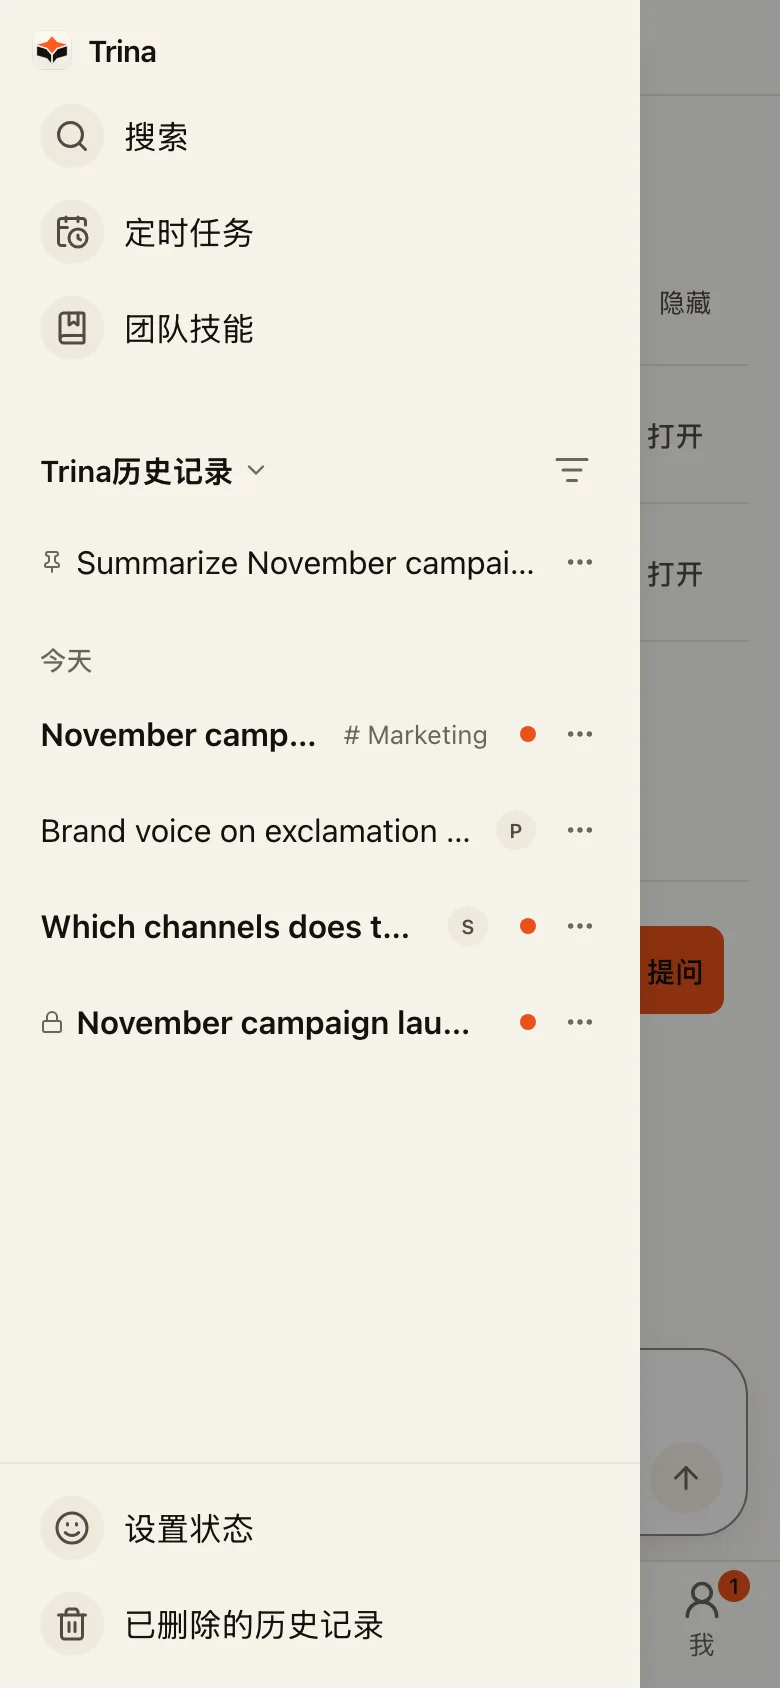 Trina
搜索
定时任务
团队技能
隐藏
Trina历史记录
打开
Summarize November campai...
打开
今天
November camp... # Marketing
Brand voice on exclamation ... P
Which channels does t... S
提问
November campaign lau...
设置状态
1
已删除的历史记录
我